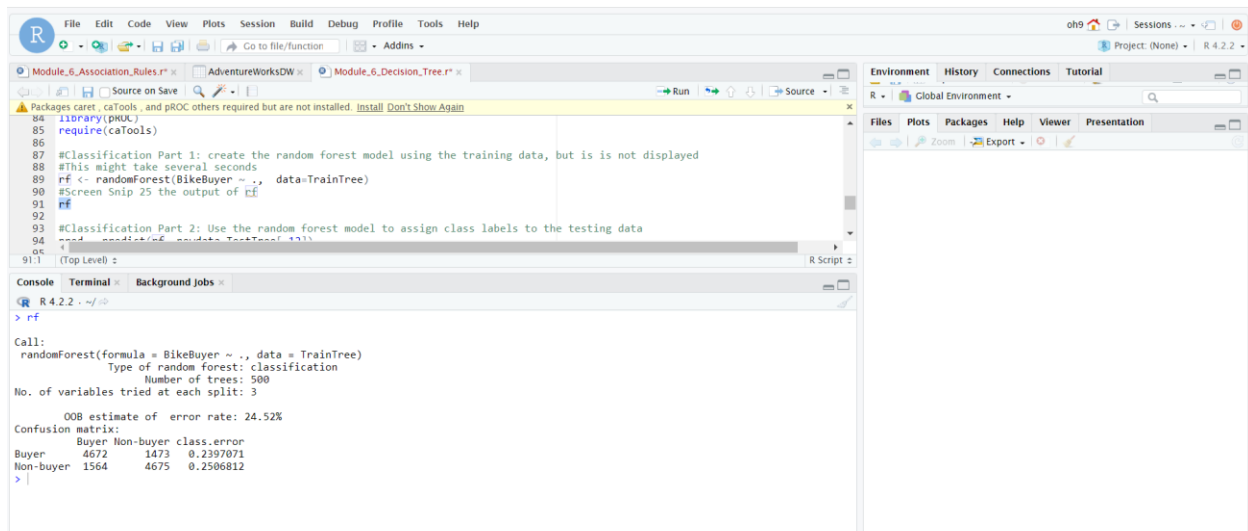 R File Edit Code View Plots Session Build Debug Profile Tools Help oh9 Sessions
Go to file/function Addins Project: (None) R 4.2.2
Module_6_Association_Rules.r* × AdventureWorksDW × Module_6_Decision_Tree.r* ×
Source on Save Run Source
Packages caret , caTools , and pROC others required but are not installed. Install Don't Show Again
84 library(pROC)
85 require(caTools)
86
87 #Classification Part 1: create the random forest model using the training data, but is is not displayed
88 #This might take several seconds
89 rf <- randomForest(BikeBuyer ~ ., data=TrainTree)
90 #Screen Snip 25 the output of rf
91 rf
92
93 #Classification Part 2: Use the random forest model to assign class labels to the testing data
94
95
91:1 (Top Level) R Script
Console Terminal × Background Jobs ×
R 4.2.2 · ~/
> rf
Call:
randomForest(formula = BikeBuyer ~ ., data = TrainTree)
Type of random forest: classification
Number of trees: 500
No. of variables tried at each split: 3
OOB estimate of error rate: 24.52%
Confusion matrix:
Buyer Non-buyer class.error
Buyer 4672 1473 0.2397071
Non-buyer 1564 4675 0.2506812
>
Environment History Connections Tutorial
R Global Environment
Files Plots Packages Help Viewer Presentation
Zoom Export